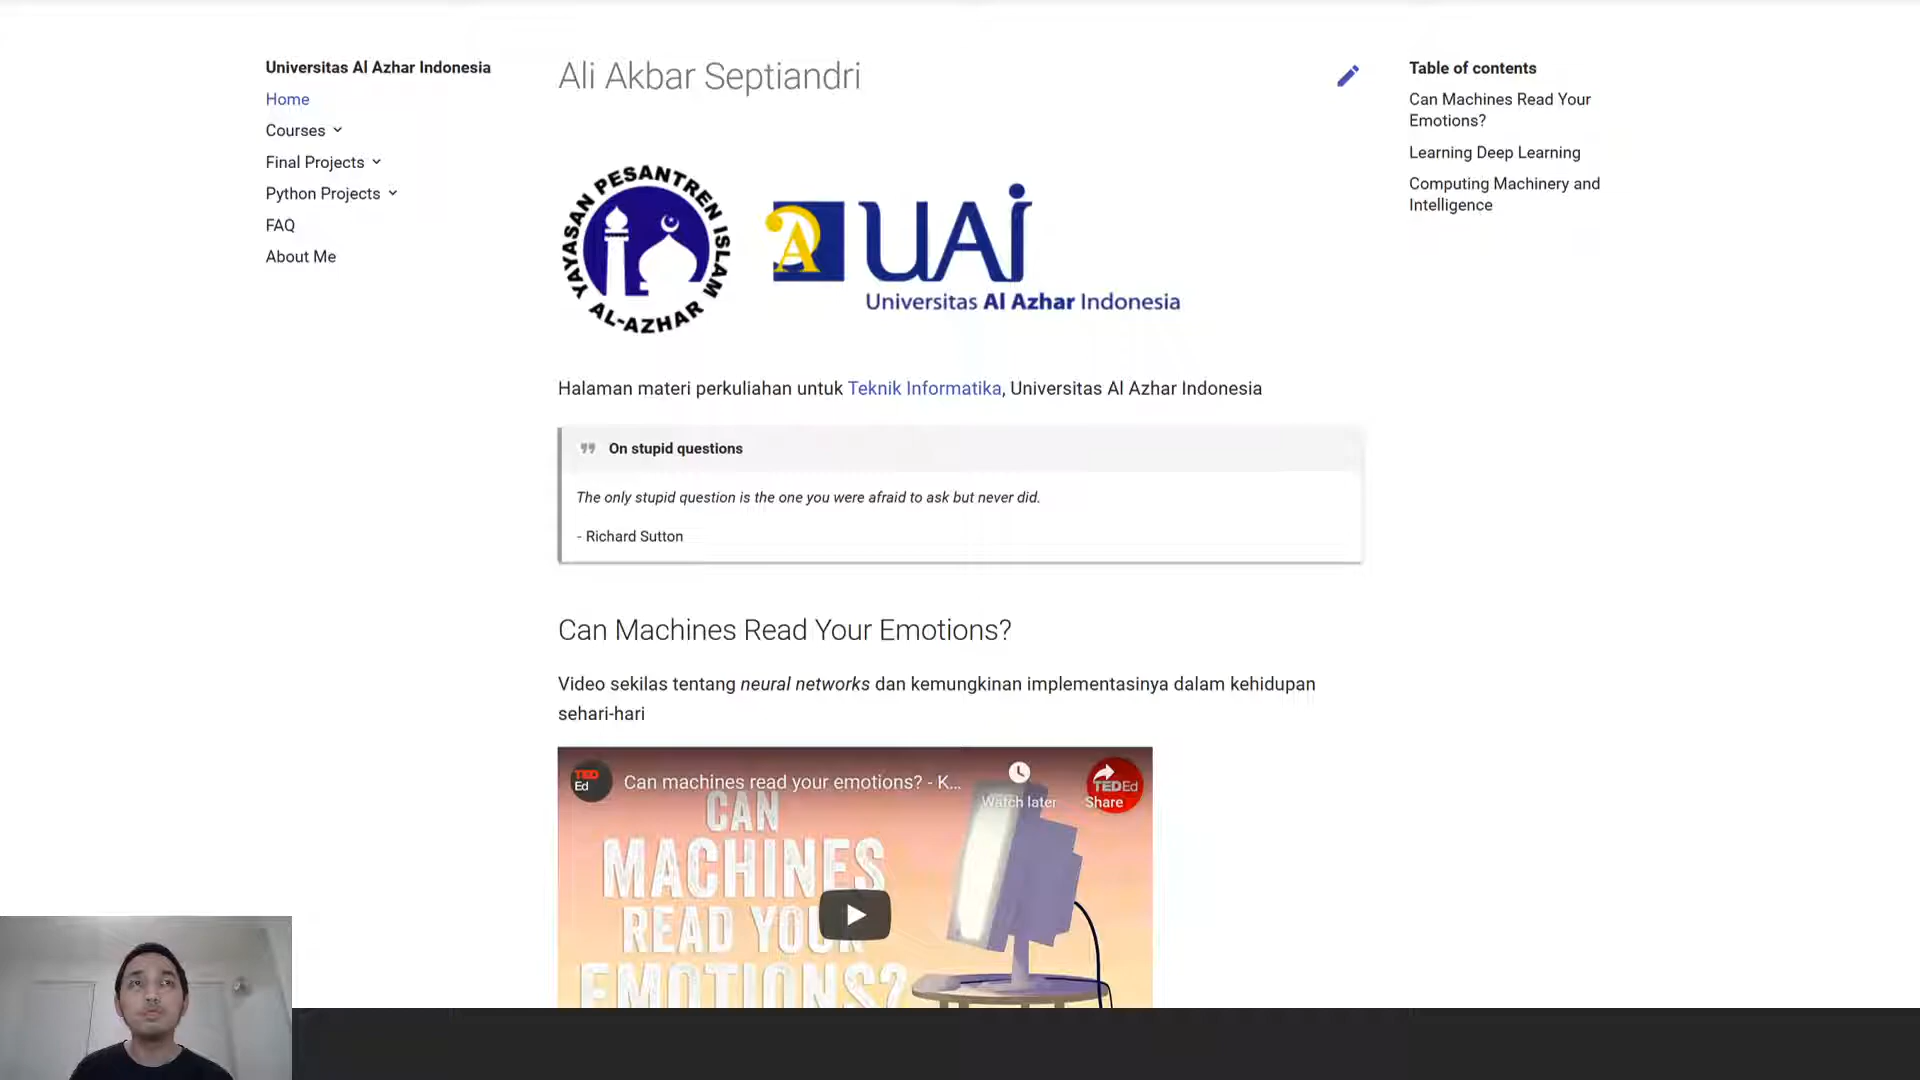 Universitas Al Azhar Indonesia
Home
Courses
Final Projects
Python Projects
FAQ
About Me
Ali Akbar Septiandri
YAYASAN PESANTREN ISLAM
AL-AZHAR
A
UAI
Universitas Al Azhar Indonesia
Halaman materi perkuliahan untuk Teknik Informatika, Universitas Al Azhar Indonesia
On stupid questions
The only stupid question is the one you were afraid to ask but never did.
- Richard Sutton
Can Machines Read Your Emotions?
Video sekilas tentang neural networks dan kemungkinan implementasinya dalam kehidupan
sehari-hari
TED
Ed
Can machines read your emotions? - K...
Watch later
TEDEd
Share
CAN
MACHINES
READ YOUR
EMOTIONS?
Table of contents
Can Machines Read Your
Emotions?
Learning Deep Learning
Computing Machinery and
Intelligence